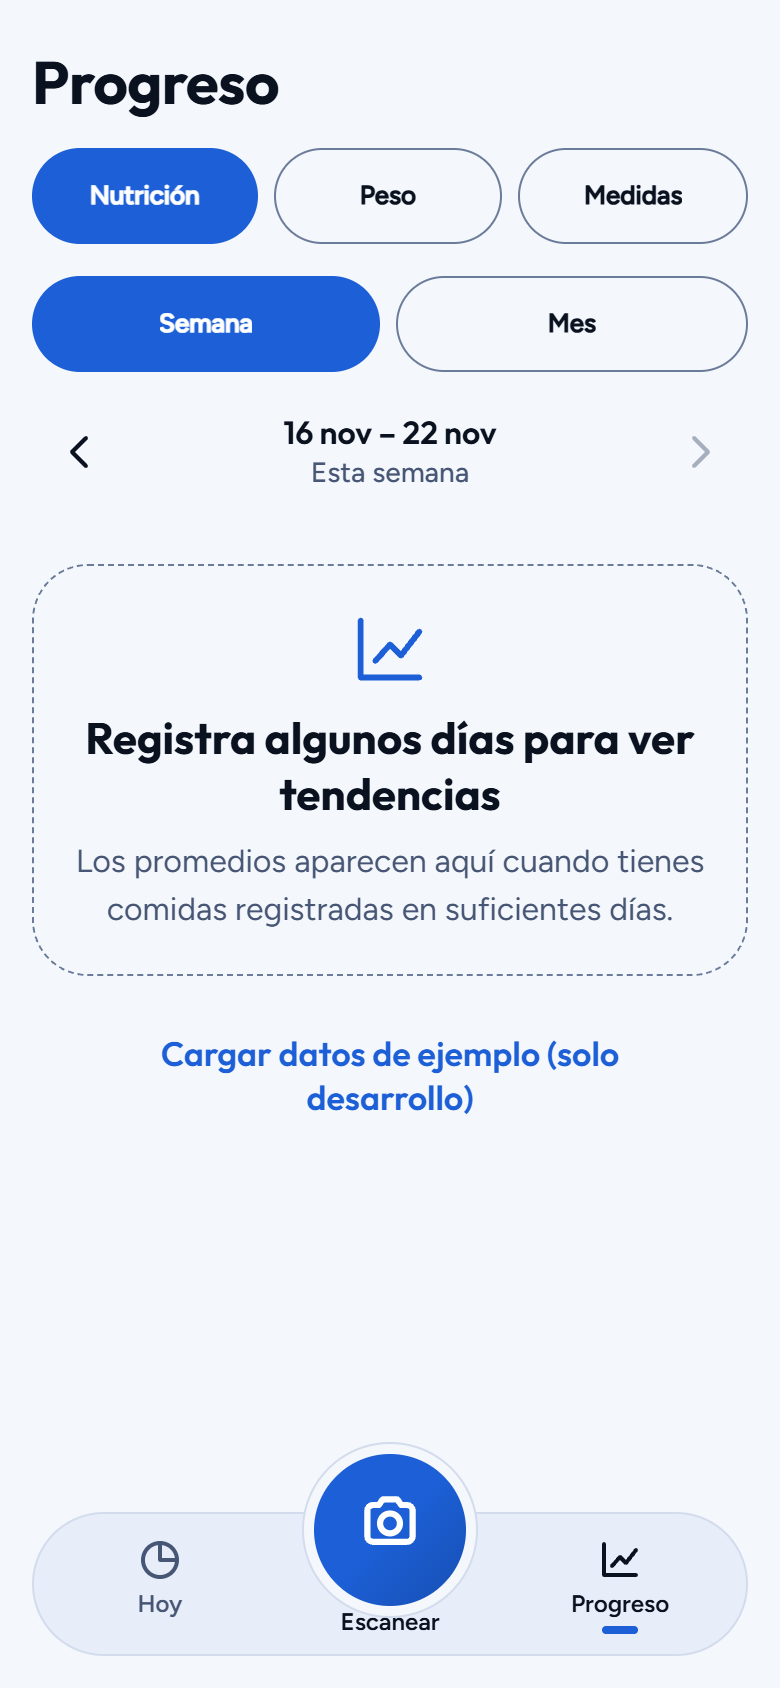 Progreso
Nutrición
Peso
Medidas
Semana
Mes
16 nov – 22 nov
Esta semana
Registra algunos días para ver
tendencias
Los promedios aparecen aquí cuando tienes
comidas registradas en suficientes días.
Cargar datos de ejemplo (solo
desarrollo)
Hoy
Escanear
Progreso